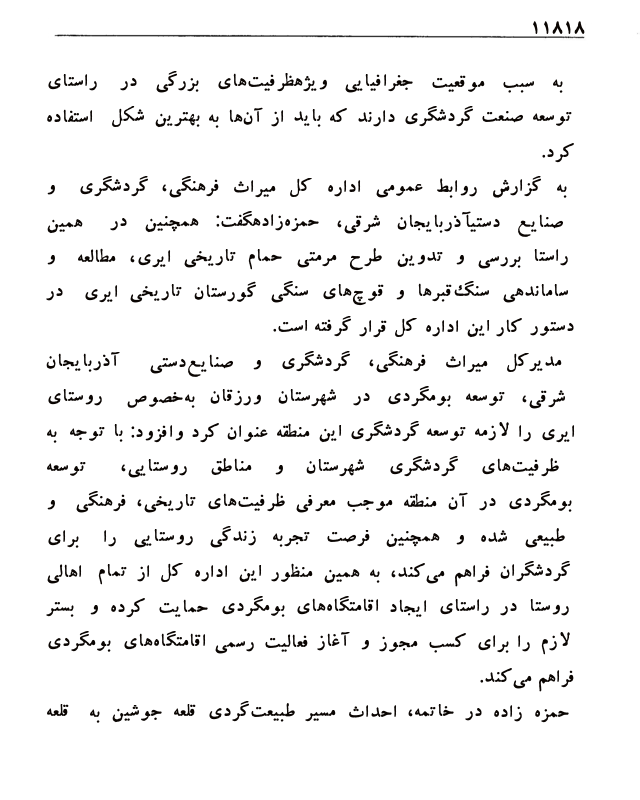 ۱۱۸۱۸
به سبب موقعیت جغرافیایی ویژهظرفیت‌های بزرگی در راستای
توسعه صنعت گردشگری دارند که باید از آن‌ها به بهترین شکل استفاده
کرد.
به گزارش روابط عمومی اداره کل میراث فرهنگی، گردشگری و
صنایع دستیآذربایجان شرقی، حمزه‌زادهگفت: همچنین در همین
راستا بررسی و تدوین طرح مرمتی حمام تاریخی ایری، مطالعه و
ساماندهی سنگ‌قبرها و قوچ‌های سنگی گورستان تاریخی ایری در
دستور کار این اداره کل قرار گرفته است.
مدیرکل میراث فرهنگی، گردشگری و صنایع‌دستی آذربایجان
شرقی، توسعه بومگردی در شهرستان ورزقان به‌خصوص روستای
ایری را لازمه توسعه گردشگری این منطقه عنوان کرد وافزود: با توجه به
ظرفیت‌های گردشگری شهرستان و مناطق روستایی، توسعه
بومگردی در آن منطقه موجب معرفی ظرفیت‌های تاریخی، فرهنگی و
طبیعی شده و همچنین فرصت تجربه زندگی روستایی را برای
گردشگران فراهم می‌کند، به همین منظور این اداره کل از تمام اهالی
روستا در راستای ایجاد اقامتگاه‌های بومگردی حمایت کرده و بستر
لازم را برای کسب مجوز و آغاز فعالیت رسمی اقامتگاه‌های بومگردی
فراهم می‌کند.
حمزه زاده در خاتمه، احداث مسیر طبیعت‌گردی قلعه جوشین به قلعه